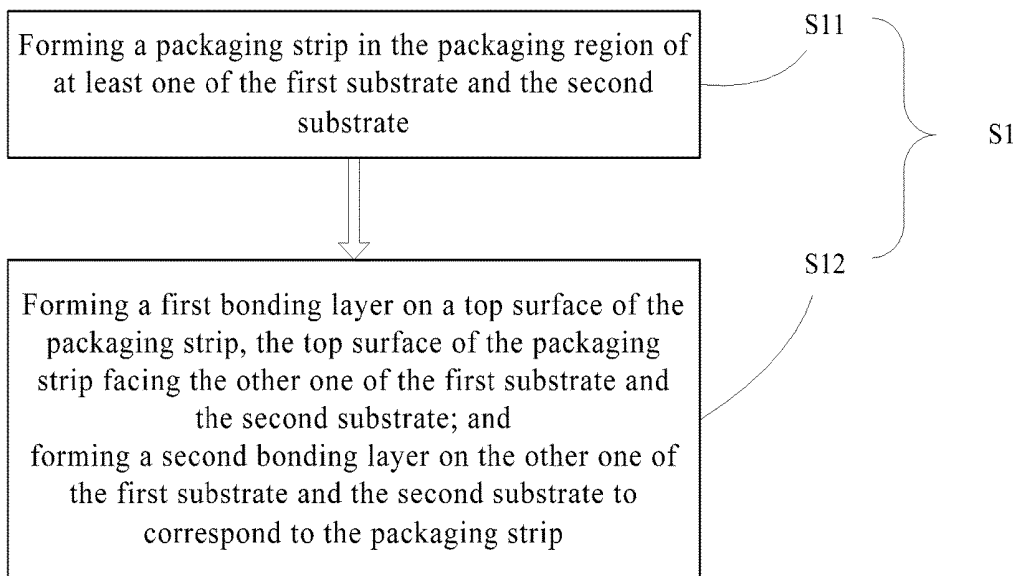 Forming a packaging strip in the packaging region of
at least one of the first substrate and the second
substrate
S11
S1
S12
Forming a first bonding layer on a top surface of the
packaging strip, the top surface of the packaging
strip facing the other one of the first substrate and
the second substrate; and
forming a second bonding layer on the other one of
the first substrate and the second substrate to
correspond to the packaging strip